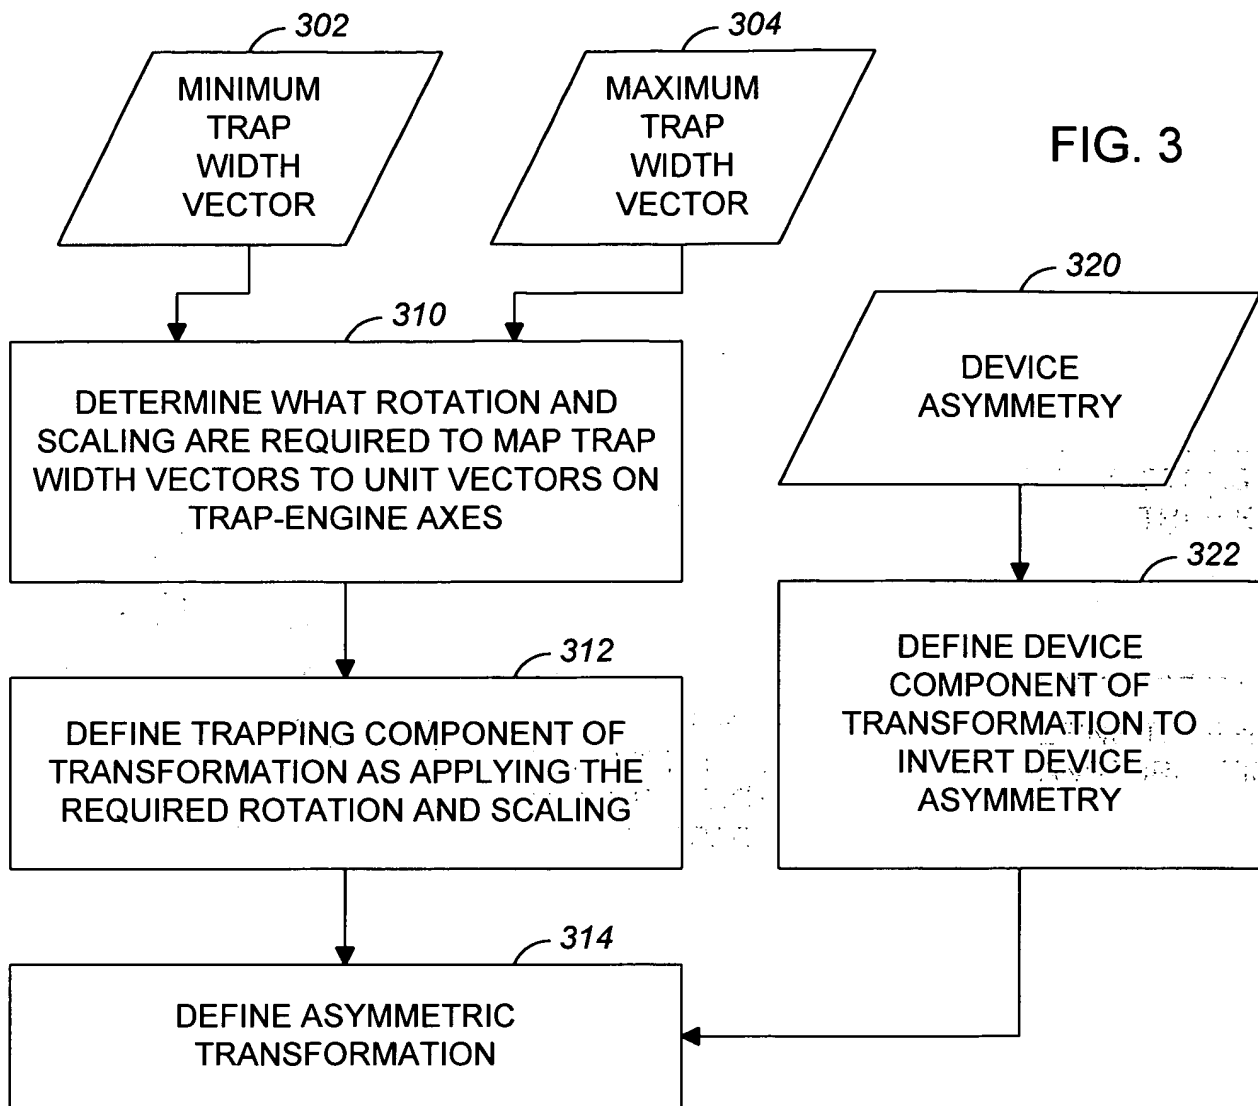 302
MINIMUM
TRAP
WIDTH
VECTOR
304
MAXIMUM
TRAP
WIDTH
VECTOR
FIG. 3
310
DETERMINE WHAT ROTATION AND
SCALING ARE REQUIRED TO MAP TRAP
WIDTH VECTORS TO UNIT VECTORS ON
TRAP-ENGINE AXES
320
DEVICE
ASYMMETRY
312
DEFINE TRAPPING COMPONENT OF
TRANSFORMATION AS APPLYING THE
REQUIRED ROTATION AND SCALING
322
DEFINE DEVICE
COMPONENT OF
TRANSFORMATION TO
INVERT DEVICE
ASYMMETRY
314
DEFINE ASYMMETRIC
TRANSFORMATION